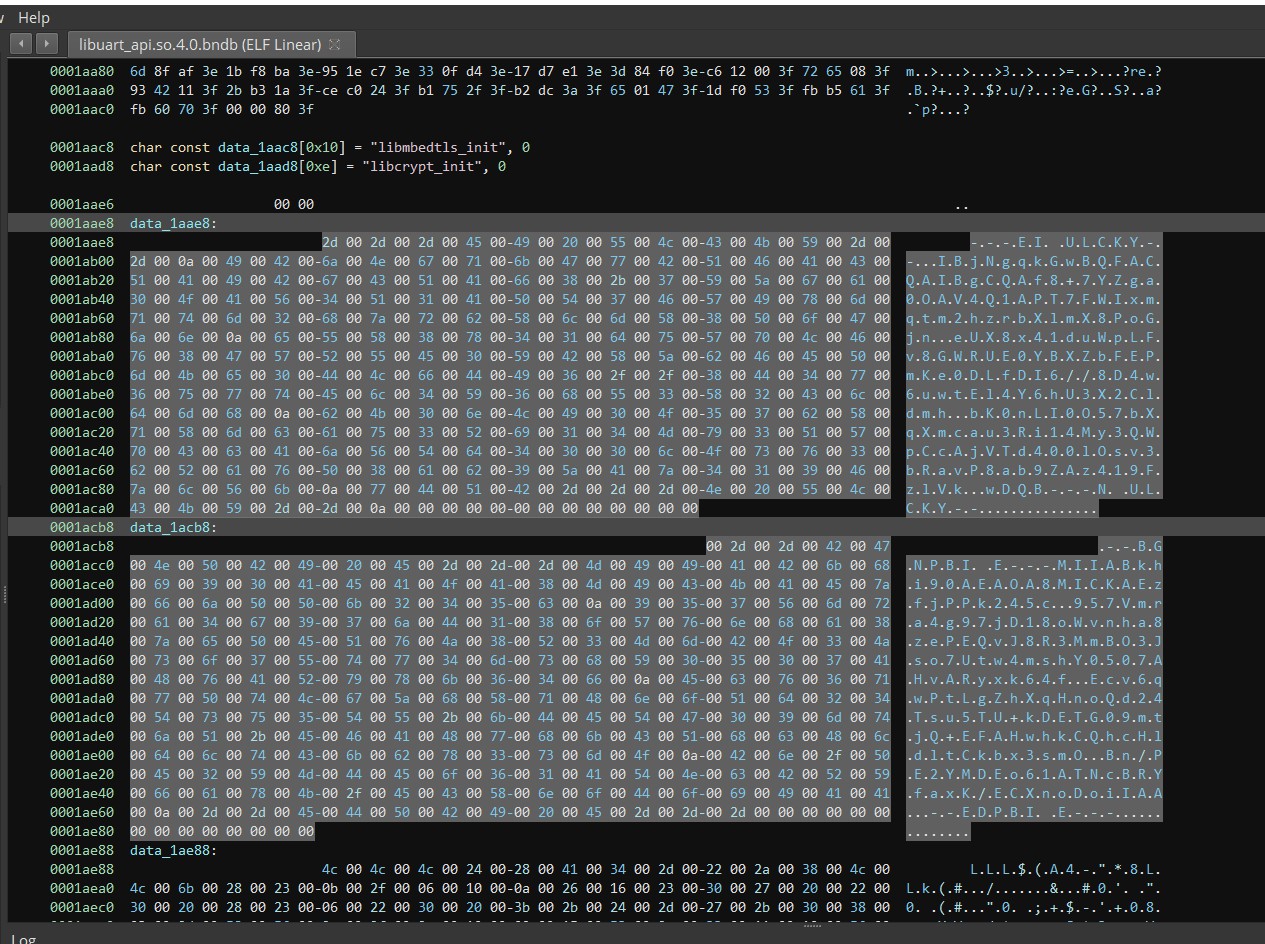 Help
libuart_api.so.4.0.bndb (ELF Linear)
0001aa80 6d 8f af 3e 1b f8 ba 3e-95 1e c7 3e 33 0f d4 3e-17 d7 e1 3e 3d 84 f0 3e-c6 12 00 3f 72 65 08 3f m..>...>...>3..>...>=..>...?re.?
0001aaa0 93 42 11 3f 2b b3 1a 3f-ce c0 24 3f b1 75 2f 3f-b2 dc 3a 3f 65 01 47 3f-1d f0 53 3f fb b5 61 3f .B.?+..?..$?.u/?..:?e.G?..S?..a?
0001aac0 fb 60 70 3f 00 00 80 3f .`p?...?
0001aac8 char const data_1aac8[0x10] = "libmbedtls_init", 0
0001aad8 char const data_1aad8[0xe] = "libcrypt_init", 0
0001aae6 00 00 ..
0001aae8 data_1aae8:
0001aae8 2d 00 2d 00 2d 00 45 00-49 00 20 00 55 00 4c 00-43 00 4b 00 59 00 2d 00 -.-.-.E.I. .U.L.C.K.Y.-.
0001ab00 2d 00 0a 00 49 00 42 00-6a 00 4e 00 67 00 71 00-6b 00 47 00 77 00 42 00-51 00 46 00 41 00 43 00 -...I.B.j.N.g.q.k.G.w.B.Q.F.A.C.
0001ab20 51 00 41 00 49 00 42 00-67 00 43 00 51 00 41 00-66 00 38 00 2b 00 37 00-59 00 5a 00 67 00 61 00 Q.A.I.B.g.C.Q.A.f.8.+.7.Y.Z.g.a.
0001ab40 30 00 4f 00 41 00 56 00-34 00 51 00 31 00 41 00-50 00 54 00 37 00 46 00-57 00 49 00 78 00 6d 00 0.O.A.V.4.Q.1.A.P.T.7.F.W.I.x.m.
0001ab60 71 00 74 00 6d 00 32 00-68 00 7a 00 72 00 62 00-58 00 6c 00 6d 00 58 00-38 00 50 00 6f 00 47 00 q.t.m.2.h.z.r.b.X.l.m.X.8.P.o.G.
0001ab80 6a 00 6e 00 0a 00 65 00-55 00 58 00 38 00 78 00-34 00 31 00 64 00 75 00-57 00 70 00 4c 00 46 00 j.n...e.U.X.8.x.4.1.d.u.W.p.L.F.
0001aba0 76 00 38 00 47 00 57 00-52 00 55 00 45 00 30 00-59 00 42 00 58 00 5a 00-62 00 46 00 45 00 50 00 v.8.G.W.R.U.E.0.Y.B.X.Z.b.F.E.P.
0001abc0 6d 00 4b 00 65 00 30 00-44 00 4c 00 66 00 44 00-49 00 36 00 2f 00 2f 00-38 00 44 00 34 00 77 00 m.K.e.0.D.L.f.D.I.6././.8.D.4.w.
0001abe0 36 00 75 00 77 00 74 00-45 00 6c 00 34 00 59 00-36 00 68 00 55 00 33 00-58 00 32 00 43 00 6c 00 6.u.w.t.E.l.4.Y.6.h.U.3.X.2.C.l.
0001ac00 64 00 6d 00 68 00 0a 00-62 00 4b 00 30 00 6e 00-4c 00 49 00 30 00 4f 00-35 00 37 00 62 00 58 00 d.m.h...b.K.0.n.L.I.0.O.5.7.b.X.
0001ac20 71 00 58 00 6d 00 63 00-61 00 75 00 33 00 52 00-69 00 31 00 34 00 4d 00-79 00 33 00 51 00 57 00 q.X.m.c.a.u.3.R.i.1.4.M.y.3.Q.W.
0001ac40 70 00 43 00 63 00 41 00-6a 00 56 00 54 00 64 00-34 00 30 00 30 00 6c 00-4f 00 73 00 76 00 33 00 p.C.c.A.j.V.T.d.4.0.0.l.O.s.v.3.
0001ac60 62 00 52 00 61 00 76 00-50 00 38 00 61 00 62 00-39 00 5a 00 41 00 7a 00-34 00 31 00 39 00 46 00 b.R.a.v.P.8.a.b.9.Z.A.z.4.1.9.F.
0001ac80 7a 00 6c 00 56 00 6b 00-0a 00 77 00 44 00 51 00-42 00 2d 00 2d 00 2d 00-4e 00 20 00 55 00 4c 00 z.l.V.k...w.D.Q.B.-.-.-.N. .U.L.
0001aca0 43 00 4b 00 59 00 2d 00-2d 00 0a 00 00 00 00 00-00 00 00 00 00 00 00 00 C.K.Y.-.-...............
0001acb8 data_1acb8:
0001acb8 00 2d 00 2d 00 42 00 47 .-.-.B.G
0001acc0 00 4e 00 50 00 42 00 49-00 20 00 45 00 2d 00 2d-00 2d 00 4d 00 49 00 49-00 41 00 42 00 6b 00 68 .N.P.B.I. .E.-.-.-.M.I.I.A.B.k.h
0001ace0 00 69 00 39 00 30 00 41-00 45 00 41 00 4f 00 41-00 38 00 4d 00 49 00 43-00 4b 00 41 00 45 00 7a .i.9.0.A.E.A.O.A.8.M.I.C.K.A.E.z
0001ad00 00 66 00 6a 00 50 00 50-00 6b 00 32 00 34 00 35-00 63 00 0a 00 39 00 35-00 37 00 56 00 6d 00 72 .f.j.P.P.k.2.4.5.c...9.5.7.V.m.r
0001ad20 00 61 00 34 00 67 00 39-00 37 00 6a 00 44 00 31-00 38 00 6f 00 57 00 76-00 6e 00 68 00 61 00 38 .a.4.g.9.7.j.D.1.8.o.W.v.n.h.a.8
0001ad40 00 7a 00 65 00 50 00 45-00 51 00 76 00 4a 00 38-00 52 00 33 00 4d 00 6d-00 42 00 4f 00 33 00 4a .z.e.P.E.Q.v.J.8.R.3.M.m.B.O.3.J
0001ad60 00 73 00 6f 00 37 00 55-00 74 00 77 00 34 00 6d-00 73 00 68 00 59 00 30-00 35 00 30 00 37 00 41 .s.o.7.U.t.w.4.m.s.h.Y.0.5.0.7.A
0001ad80 00 48 00 76 00 41 00 52-00 79 00 78 00 6b 00 36-00 34 00 66 00 0a 00 45-00 63 00 76 00 36 00 71 .H.v.A.R.y.x.k.6.4.f...E.c.v.6.q
0001ada0 00 77 00 50 00 74 00 4c-00 67 00 5a 00 68 00 58-00 71 00 48 00 6e 00 6f-00 51 00 64 00 32 00 34 .w.P.t.L.g.Z.h.X.q.H.n.o.Q.d.2.4
0001adc0 00 54 00 73 00 75 00 35-00 54 00 55 00 2b 00 6b-00 44 00 45 00 54 00 47-00 30 00 39 00 6d 00 74 .T.s.u.5.T.U.+.k.D.E.T.G.0.9.m.t
0001ade0 00 6a 00 51 00 2b 00 45-00 46 00 41 00 48 00 77-00 68 00 6b 00 43 00 51-00 68 00 63 00 48 00 6c .j.Q.+.E.F.A.H.w.h.k.C.Q.h.c.H.l
0001ae00 00 64 00 6c 00 74 00 43-00 6b 00 62 00 78 00 33-00 73 00 6d 00 4f 00 0a-00 42 00 6e 00 2f 00 50 .d.l.t.C.k.b.x.3.s.m.O...B.n./.P
0001ae20 00 45 00 32 00 59 00 4d-00 44 00 45 00 6f 00 36-00 31 00 41 00 54 00 4e-00 63 00 42 00 52 00 59 .E.2.Y.M.D.E.o.6.1.A.T.N.c.B.R.Y
0001ae40 00 66 00 61 00 78 00 4b-00 2f 00 45 00 43 00 58-00 6e 00 6f 00 44 00 6f-00 69 00 49 00 41 00 41 .f.a.x.K./.E.C.X.n.o.D.o.i.I.A.A
0001ae60 00 0a 00 2d 00 2d 00 45-00 44 00 50 00 42 00 49-00 20 00 45 00 2d 00 2d-00 2d 00 00 00 00 00 00 ...-.-.E.D.P.B.I. .E.-.-.-......
0001ae80 00 00 00 00 00 00 00 00 ........
0001ae88 data_1ae88:
0001ae88 4c 00 4c 00 4c 00 24 00-28 00 41 00 34 00 2d 00-22 00 2a 00 38 00 4c 00 L.L.L.$.(.A.4.-.".*.8.L.
0001aea0 4c 00 6b 00 28 00 23 00-0b 00 2f 00 06 00 10 00-0a 00 26 00 16 00 23 00-30 00 27 00 20 00 22 00 L.k.(.#.../.......&...#.0.'. .".
0001aec0 30 00 20 00 28 00 23 00-06 00 22 00 30 00 20 00-3b 00 2b 00 24 00 2d 00-27 00 2b 00 30 00 38 00 0. .(.#...".0. .;.+.$.-.'.+.0.8.